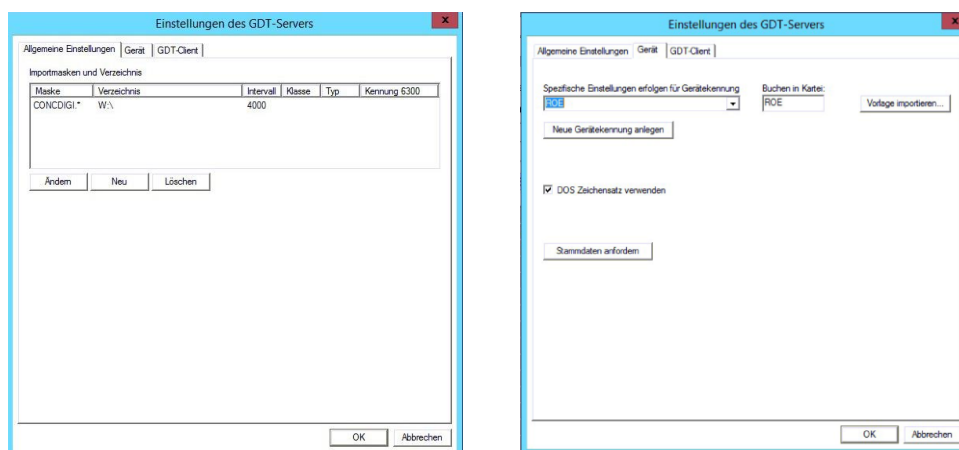 Einstellungen des GDT-Servers
x
Allgemeine Einstellungen Gerät GDT-Client
Importmasken und Verzeichnis
Maske Verzeichnis Intervall Klasse Typ Kennung 6300
CONCDIGI.* W:\ 4000
Ändern Neu Löschen
OK Abbrechen
Einstellungen des GDT-Servers
x
Allgemeine Einstellungen Gerät GDT-Client
Spezifische Einstellungen erfolgen für Gerätekennung Buchen in Kartei:
ROE ROE Vorlage importieren...
Neue Gerätekennung anlegen
DOS Zeichensatz verwenden
Stammdaten anfordern
OK Abbrechen